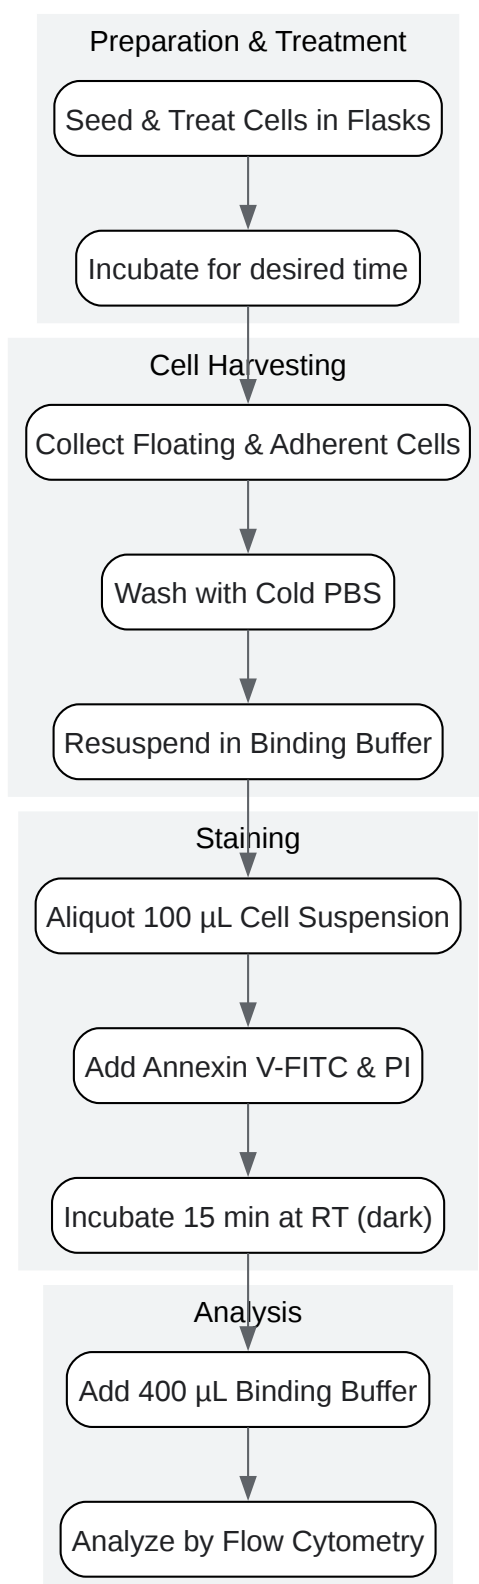 Preparation & Treatment
Seed & Treat Cells in Flasks
Incubate for desired time
Cell Harvesting
Collect Floating & Adherent Cells
Wash with Cold PBS
Resuspend in Binding Buffer
Staining
Aliquot 100 µL Cell Suspension
Add Annexin V-FITC & PI
Incubate 15 min at RT (dark)
Analysis
Add 400 µL Binding Buffer
Analyze by Flow Cytometry